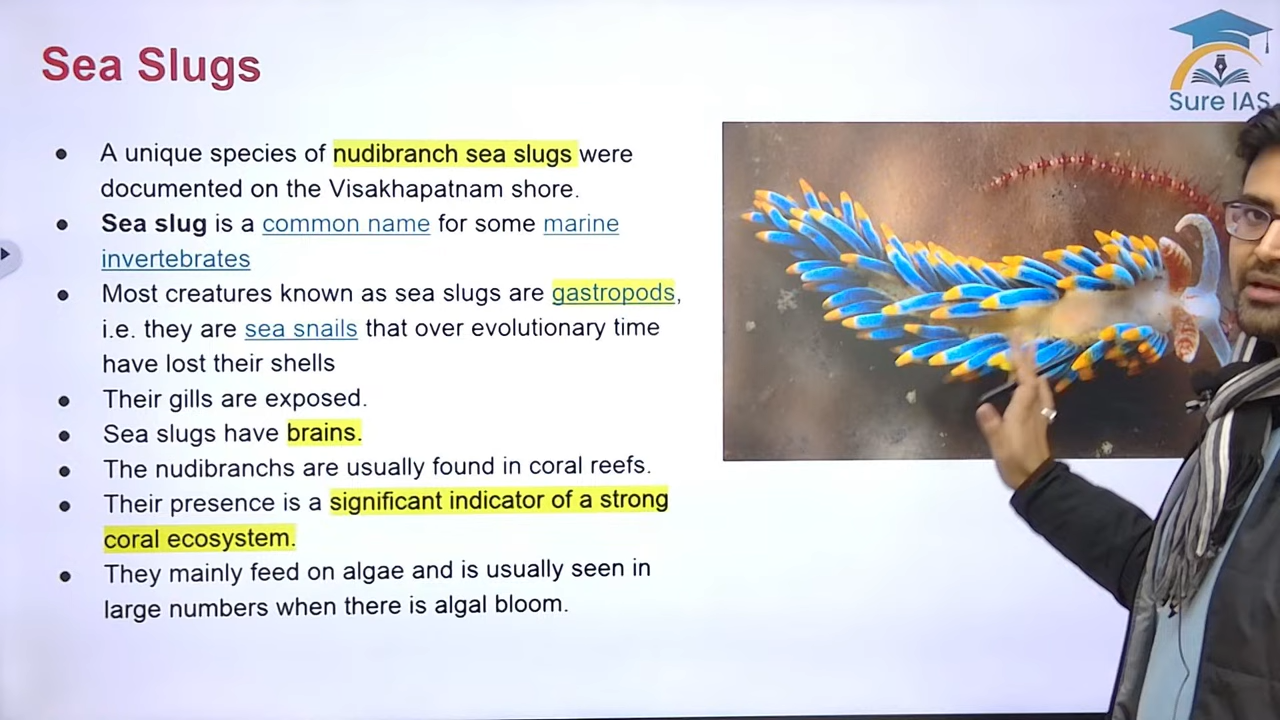 Sea Slugs
Sure IAS
A unique species of nudibranch sea slugs were
documented on the Visakhapatnam shore.
Sea slug is a common name for some marine
invertebrates
Most creatures known as sea slugs are gastropods,
i.e. they are sea snails that over evolutionary time
have lost their shells
Their gills are exposed.
Sea slugs have brains.
The nudibranchs are usually found in coral reefs.
Their presence is a significant indicator of a strong
coral ecosystem.
They mainly feed on algae and is usually seen in
large numbers when there is algal bloom.